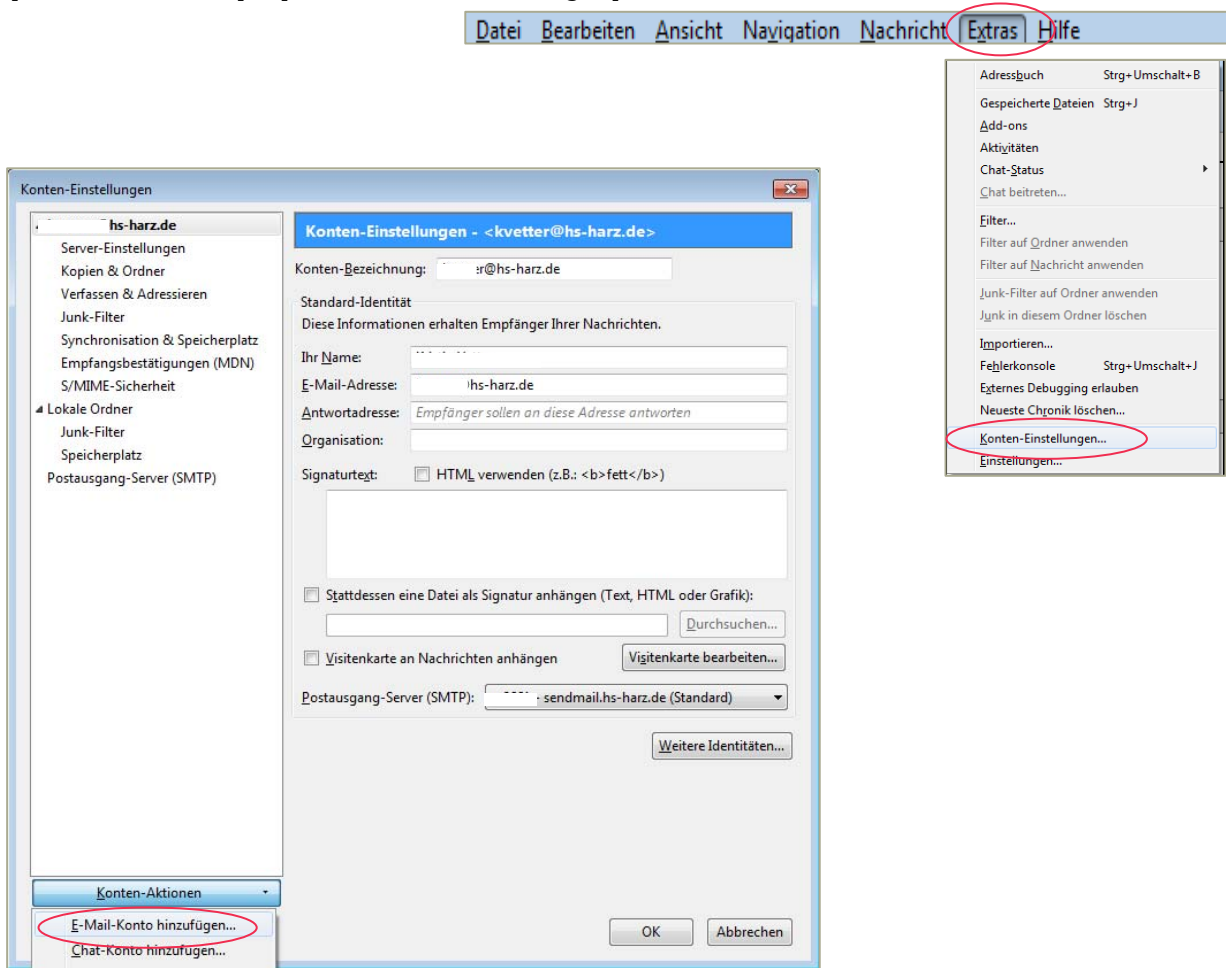 Datei Bearbeiten Ansicht Navigation Nachricht Extras Hilfe
Adressbuch Strg+Umschalt+B
Gespeicherte Dateien Strg+J
Add-ons
Aktivitäten
Chat-Status
Chat beitreten...
Filter...
Filter auf Ordner anwenden
Filter auf Nachricht anwenden
Junk-Filter auf Ordner anwenden
Junk in diesem Ordner löschen
Importieren...
Fehlerkonsole Strg+Umschalt+J
Externes Debugging erlauben
Neueste Chronik löschen...
Konten-Einstellungen...
Einstellungen...
Konten-Einstellungen
hs-harz.de
Server-Einstellungen
Kopien & Ordner
Verfassen & Adressieren
Junk-Filter
Synchronisation & Speicherplatz
Empfangsbestätigungen (MDN)
S/MIME-Sicherheit
Lokale Ordner
Junk-Filter
Speicherplatz
Postausgang-Server (SMTP)
Konten-Aktionen
E-Mail-Konto hinzufügen...
Chat-Konto hinzufügen...
Konten-Einstellungen - <kvetter@hs-harz.de>
Konten-Bezeichnung: r@hs-harz.de
Standard-Identität
Diese Informationen erhalten Empfänger Ihrer Nachrichten.
Ihr Name:
E-Mail-Adresse: hs-harz.de
Antwortadresse: Empfänger sollen an diese Adresse antworten
Organisation:
Signaturtext: HTML verwenden (z.B.: <b>fett</b>)
Stattdessen eine Datei als Signatur anhängen (Text, HTML oder Grafik):
Durchsuchen...
Visitenkarte an Nachrichten anhängen Visitenkarte bearbeiten...
Postausgang-Server (SMTP): - sendmail.hs-harz.de (Standard)
Weitere Identitäten...
OK Abbrechen